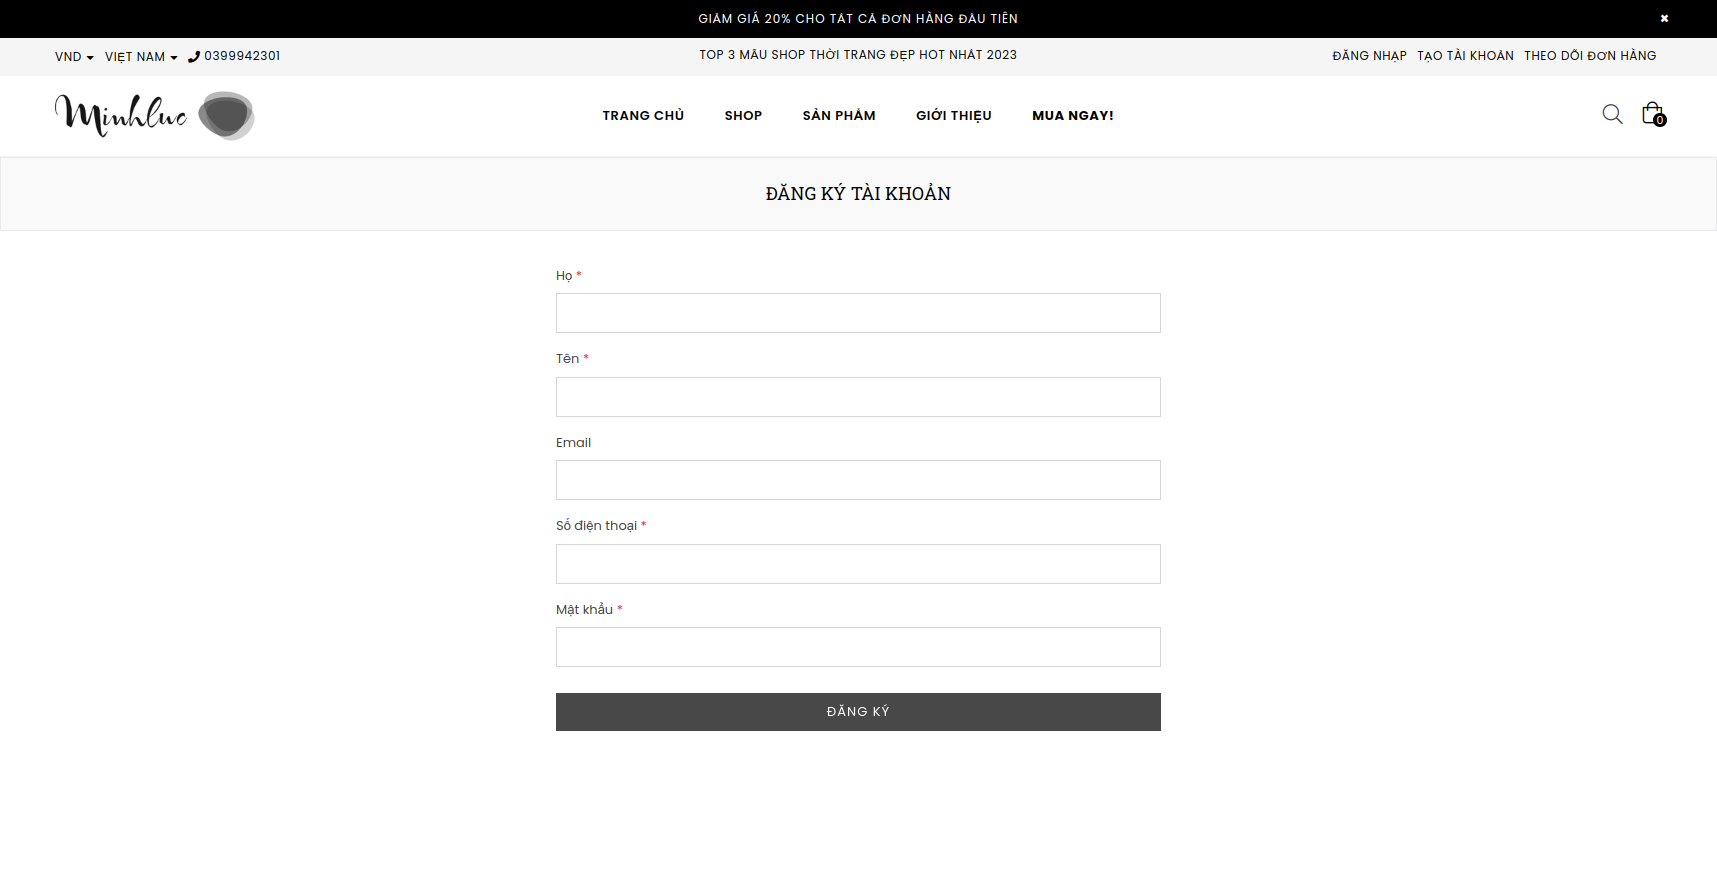 GIẢM GIÁ 20% CHO TẤT CẢ ĐƠN HÀNG ĐẦU TIÊN
VND VIỆT NAM 0399942301
TOP 3 MẪU SHOP THỜI TRANG ĐẸP HOT NHẤT 2023
ĐĂNG NHẬP TẠO TÀI KHOẢN THEO DÕI ĐƠN HÀNG
Minhluc
TRANG CHỦ SHOP SẢN PHẨM GIỚI THIỆU MUA NGAY!
0
ĐĂNG KÝ TÀI KHOẢN
Họ *
Tên *
Email
Số điện thoại *
Mật khẩu *
ĐĂNG KÝ